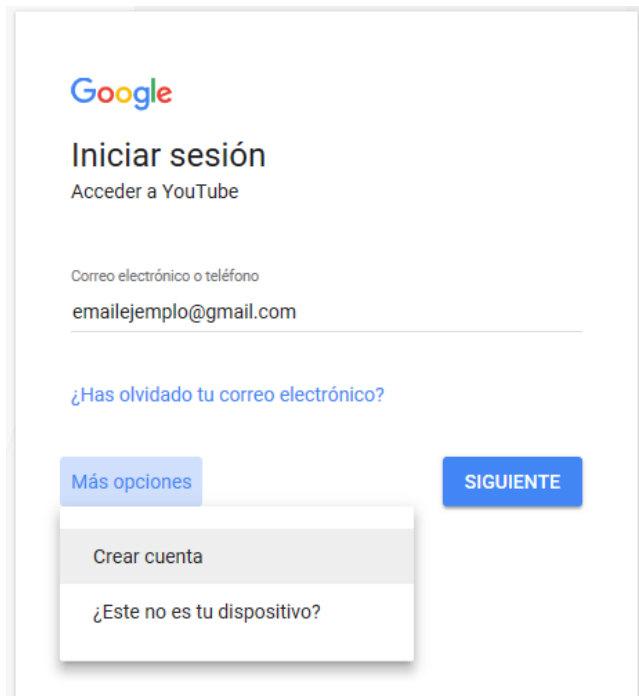 Google
Iniciar sesión
Acceder a YouTube
Correo electrónico o teléfono
emailejemplo@gmail.com
¿Has olvidado tu correo electrónico?
Más opciones
SIGUIENTE
Crear cuenta
¿Este no es tu dispositivo?